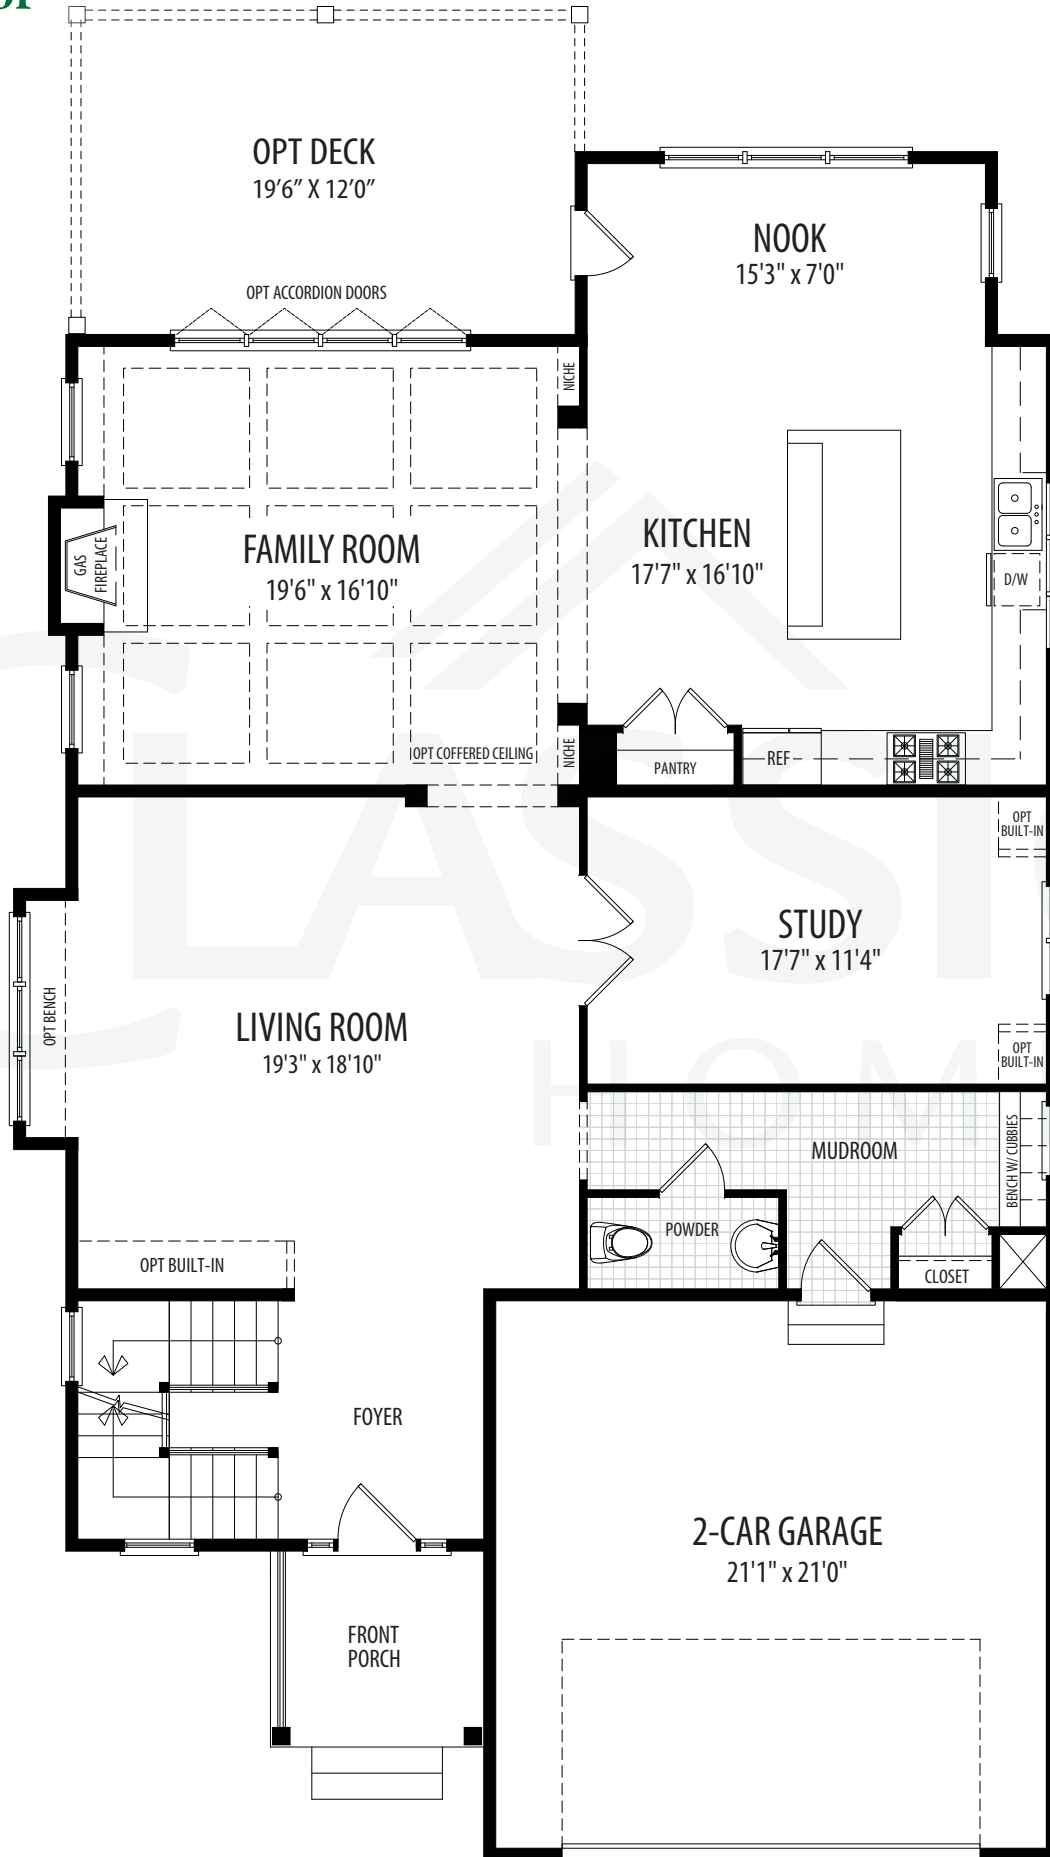 OPT DECK
19’6” X 12’0”
NOOK
15'3" x 7'0"
OPT ACCORDION DOORS
NICHE
FAMILY ROOM
19'6" x 16'10"
GAS
FIREPLACE
KITCHEN
17'7" x 16'10"
D/W
OPT COFFERED CEILING
NICHE
PANTRY
REF
OPT
BUILT-IN
STUDY
17'7" x 11'4"
OPT BENCH
LIVING ROOM
19'3" x 18'10"
OPT
BUILT-IN
MUDROOM
BENCH W/ CUBBIES
POWDER
CLOSET
OPT BUILT-IN
FOYER
2-CAR GARAGE
21'1" x 21'0"
FRONT
PORCH